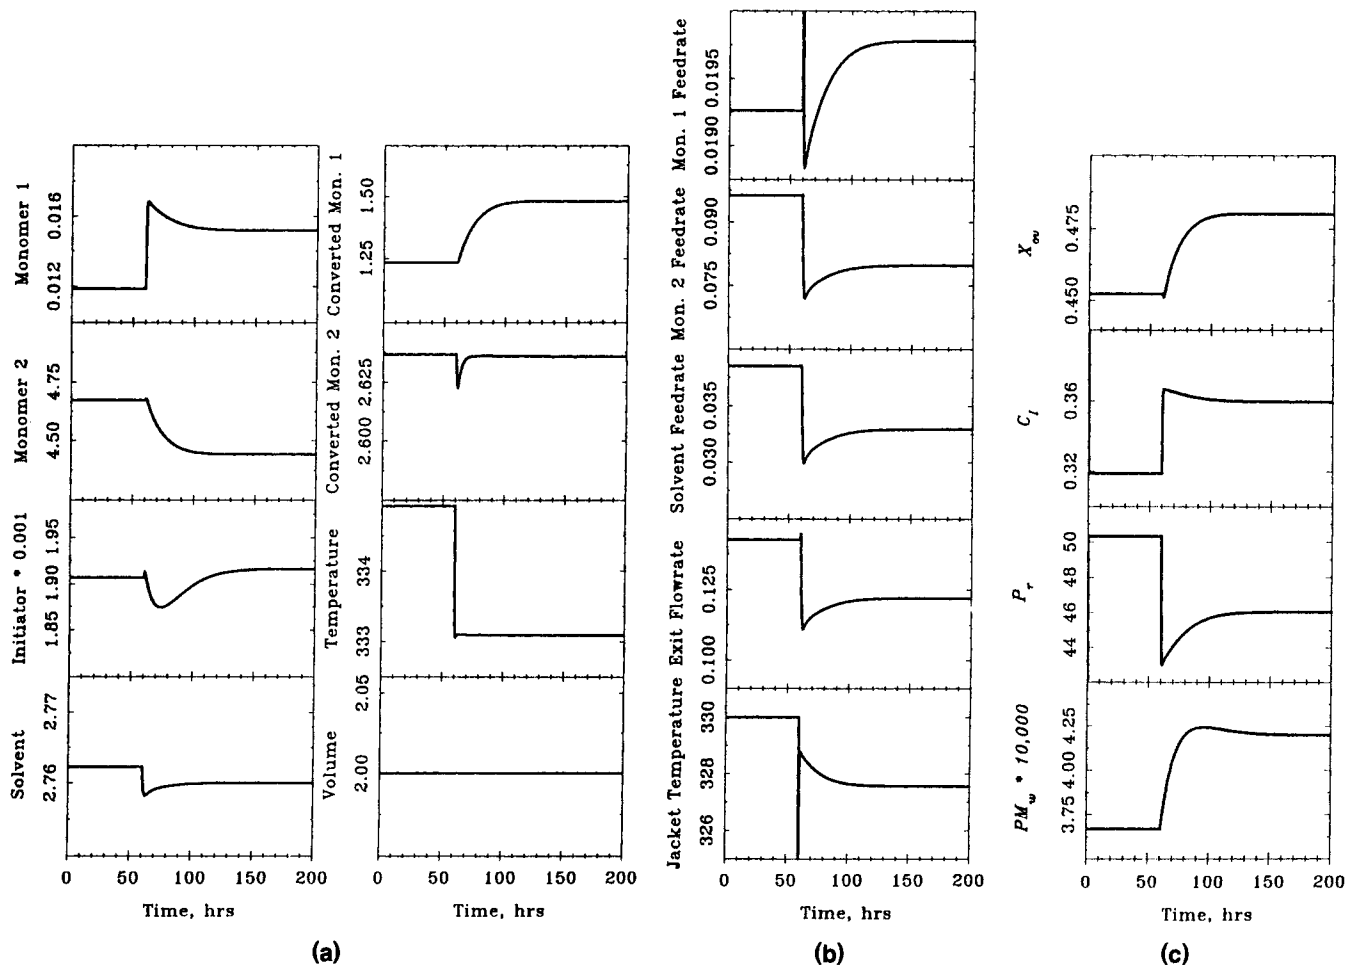 Monomer 1
0.012 0.016
Monomer 2
4.50 4.75
Initiator * 0.001
1.85 1.90 1.95
Solvent
2.76 2.77
0 50 100 150 200
Time, hrs
Converted Mon. 1
1.25 1.50
Converted Mon. 2
2.600 2.625
Temperature
333 334
Volume
2.00 2.05
0 50 100 150 200
Time, hrs
(a)
Mon. 1 Feedrate
0.0190 0.0195
Mon. 2 Feedrate
0.075 0.090
Solvent Feedrate
0.030 0.035
Exit Flowrate
0.100 0.125
Jacket Temperature
326 328 330
0 50 100 150 200
Time, hrs
(b)
X_ov
0.450 0.475
C_l
0.32 0.36
P_r
44 46 48 50
PM_w * 10,000
3.75 4.00 4.25
0 50 100 150 200
Time, hrs
(c)